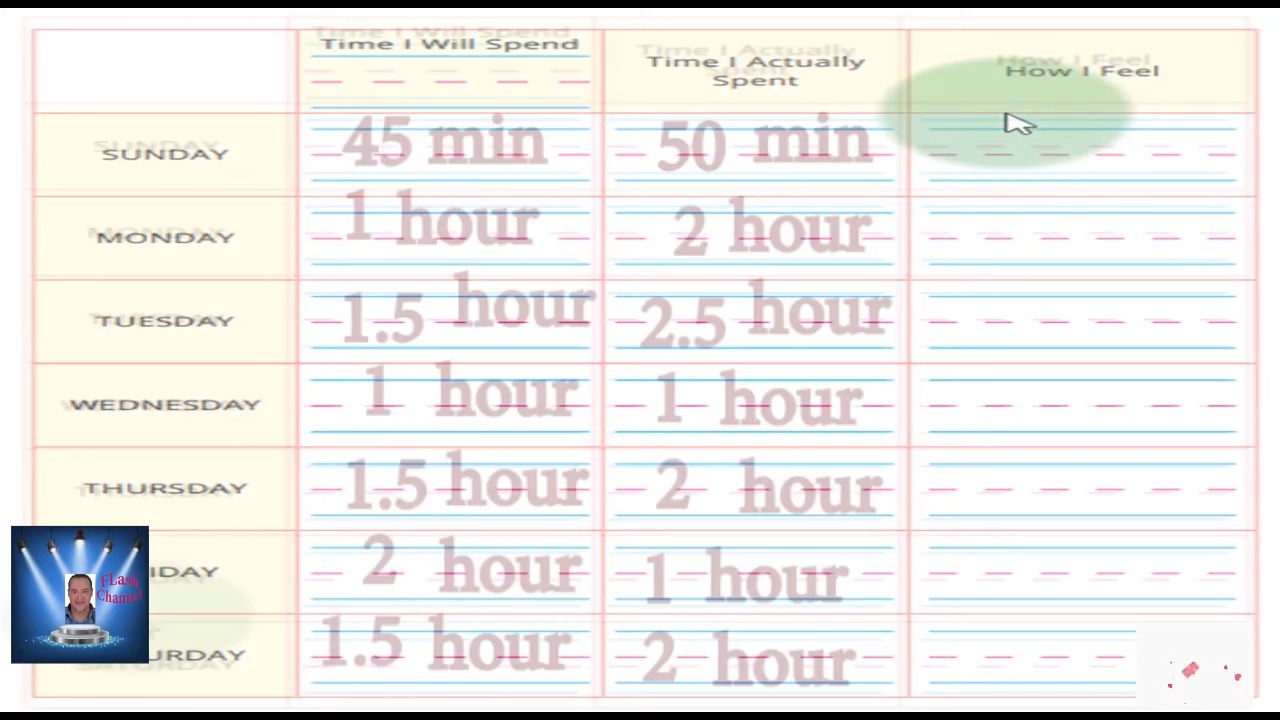 Time I Will Spend
Time I Actually
Spent
How I Feel
SUNDAY 45 min 50 min
MONDAY 1 hour 2 hour
TUESDAY 1.5 hour 2.5 hour
WEDNESDAY 1 hour 1 hour
THURSDAY 1.5 hour 2 hour
IDAY 2 hour 1 hour
URDAY 1.5 hour 2 hour
FLash
Channel